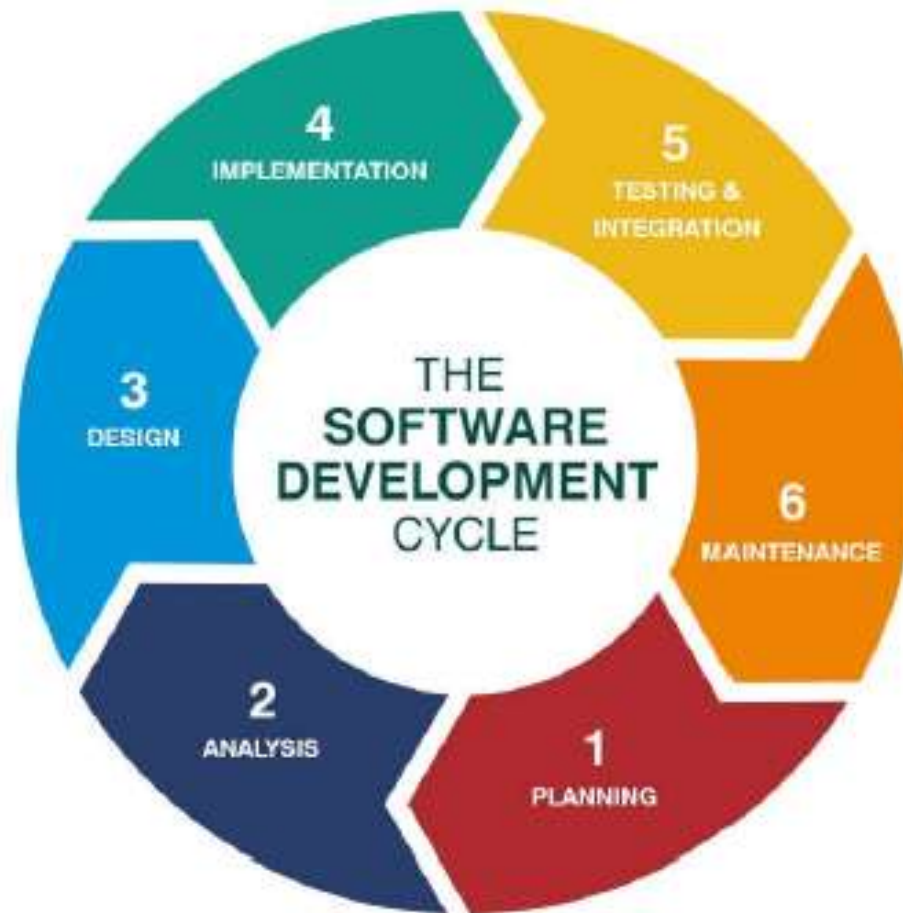 THE
SOFTWARE
DEVELOPMENT
CYCLE
1
PLANNING
2
ANALYSIS
3
DESIGN
4
IMPLEMENTATION
5
TESTING &
INTEGRATION
6
MAINTENANCE